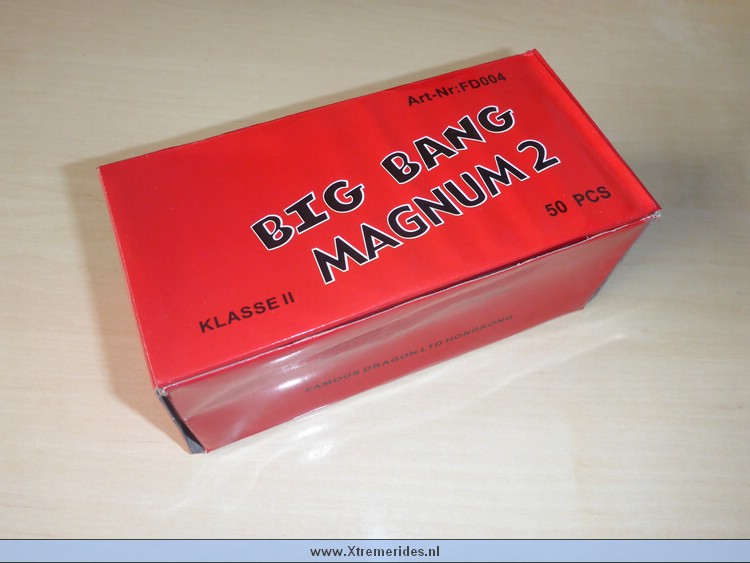 Art-Nr:FD004
BIG BANG
MAGNUM 2
50 PCS
KLASSE II
FAMOUS DRAGON LTD HONGKONG
www.Xtremerides.nl